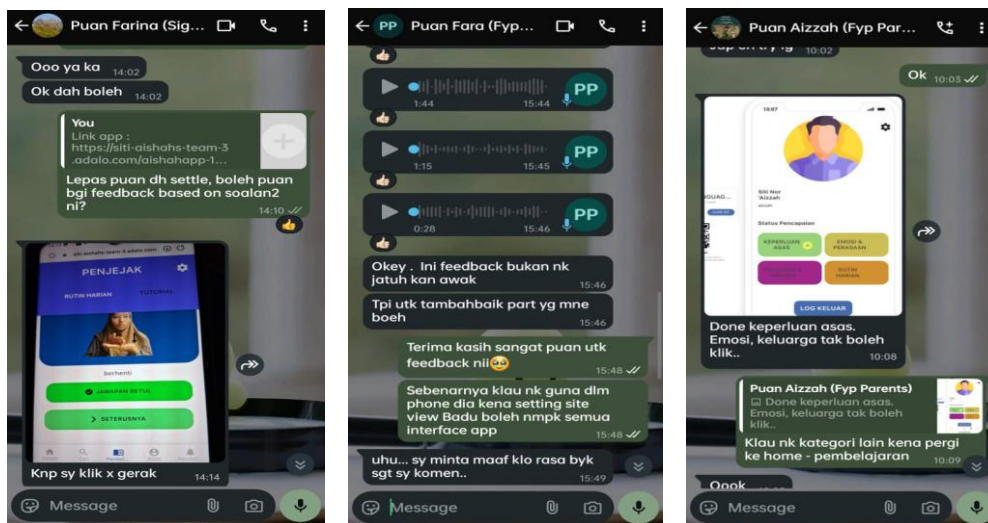 Puan Farina (Sig...
Ooo ya ka 14:02
Ok dah boleh 14:02
You
Link app :
https://siti-aishahs-team-3
.adalo.com/aishahapp-1...
Lepas puan dh settle, boleh puan
bgi feedback based on soalan2
ni?
14:10
PENJEJAK
RUTIN HARIAN TUTORIAL
berhenti
JAWAPAN BETUL
SETERUSNYA
Knp sy klik x gerak 14:14
Message
PP Puan Fara (Fyp...
1:44 15:44 PP
1:15 15:45 PP
0:28 15:46 PP
Okey . Ini feedback bukan nk
jatuh kan awak 15:46
Tpi utk tambahbaik part yg mne
boeh 15:46
Terima kasih sangat puan utk
feedback nii
15:48
Sebenarnya klau nk guna dlm
phone dia kena setting site
view Badu boleh nmpk semua
interface app 15:48
uhu... sy minta maaf klo rasa byk
sgt sy komen.. 15:49
Message
Puan Aizzah (Fyp Par...
10:02
Ok 10:03
14:07
Siti Nor
'Aizzah
Status Pencapaian
KEPERLUAN
ASAS
EMOSI &
PERASAAN
RUTIN
HARIAN
LOG KELUAR
Done keperluan asas.
Emosi, keluarga tak boleh
klik.. 10:08
Puan Aizzah (Fyp Parents)
Done keperluan asas.
Emosi, keluarga tak boleh
klik..
Klau nk kategori lain kena pergi
ke home - pembelajaran 10:09
Oook
Message